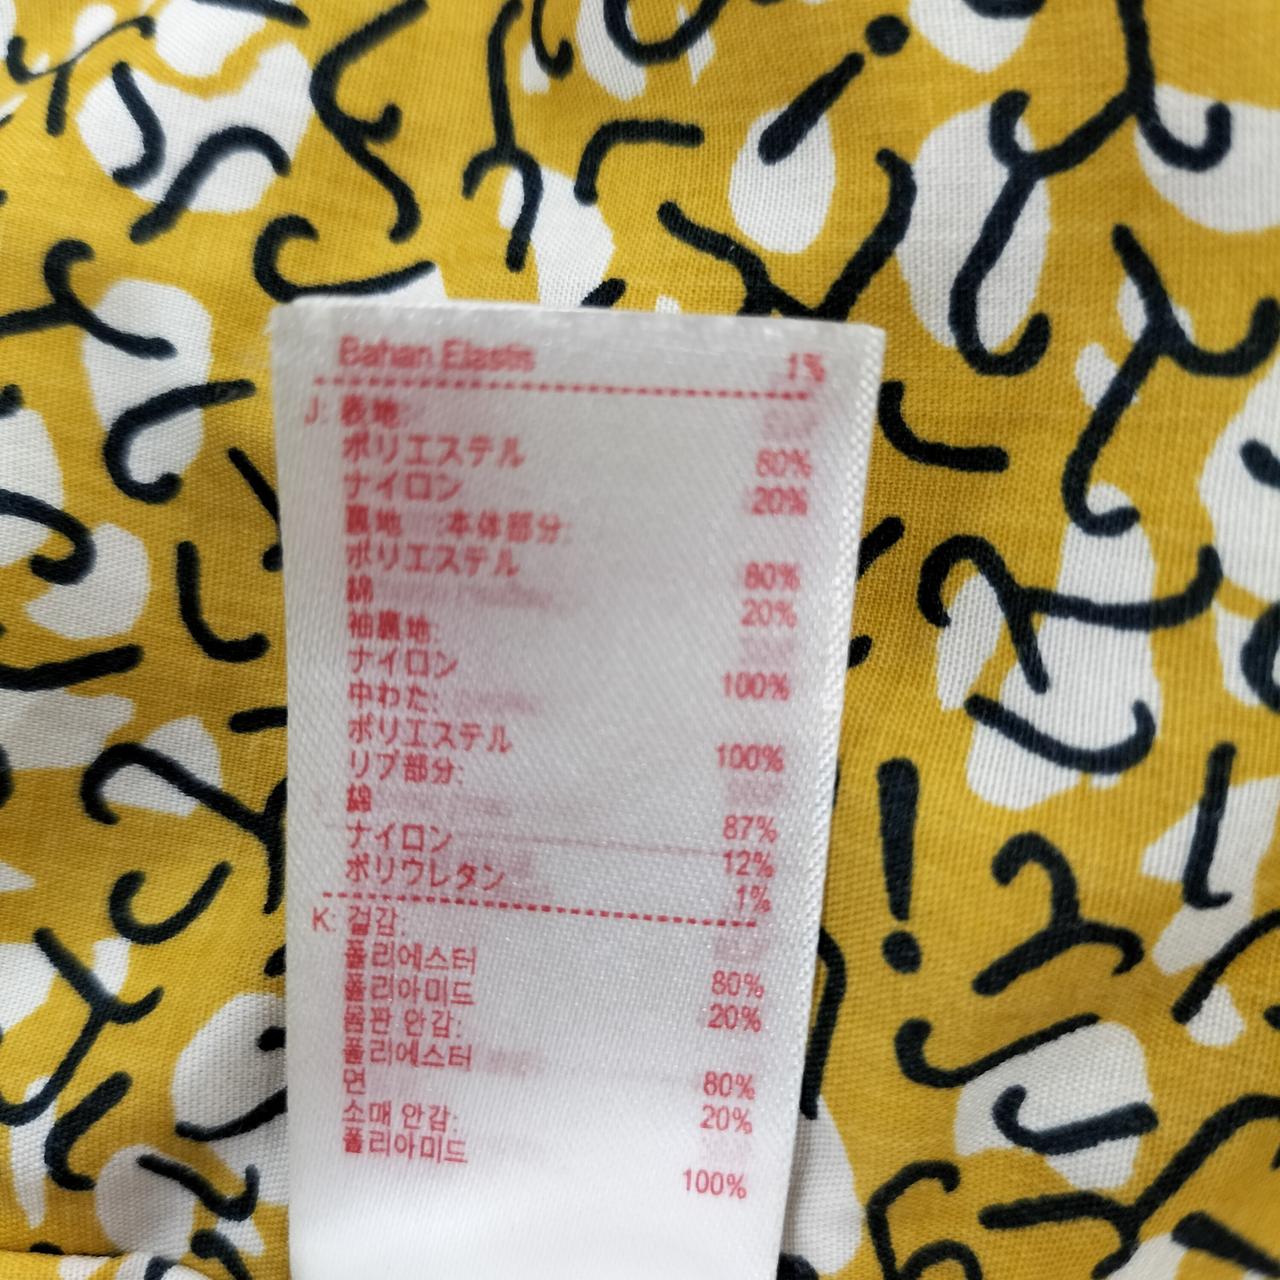 Bahan Elastis 1%
J: 表地:
ポリエステル 80%
ナイロン 20%
裏地 :本体部分:
ポリエステル 80%
綿 20%
袖裏地:
ナイロン 100%
中わた:
ポリエステル 100%
リブ部分:
綿 87%
ナイロン 12%
ポリウレタン 1%
K: 겉감:
폴리에스터 80%
폴리아미드 20%
몸판 안감:
폴리에스터 80%
면 20%
소매 안감:
폴리아미드 100%